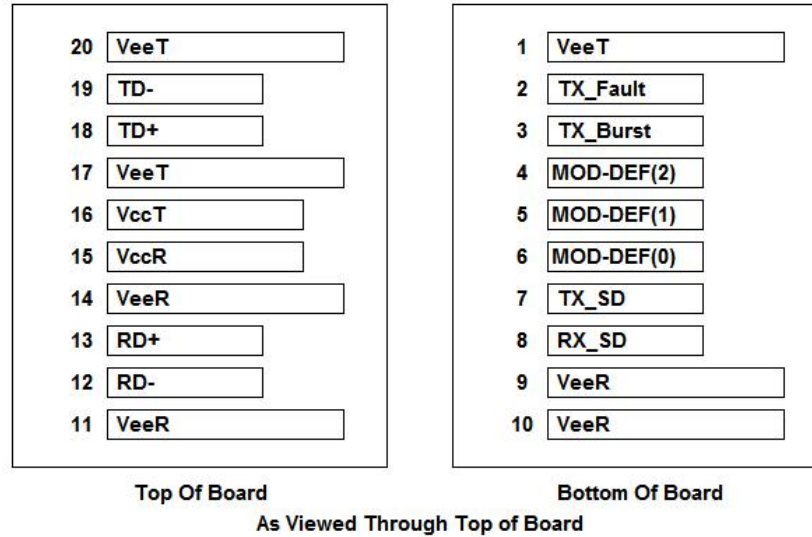 20 VeeT
19 TD-
18 TD+
17 VeeT
16 VccT
15 VccR
14 VeeR
13 RD+
12 RD-
11 VeeR
Top Of Board
1 VeeT
2 TX_Fault
3 TX_Burst
4 MOD-DEF(2)
5 MOD-DEF(1)
6 MOD-DEF(0)
7 TX_SD
8 RX_SD
9 VeeR
10 VeeR
Bottom Of Board
As Viewed Through Top of Board